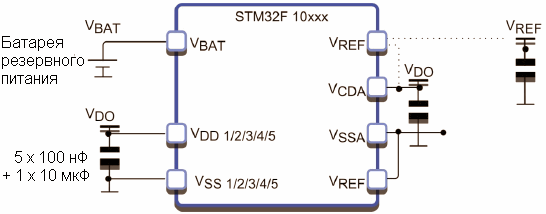 STM32F 10xxx
VBAT
Батарея
резервного
питания
VBAT
VREF
VREF
VDO
VCDA
VDO
VDD 1/2/3/4/5
VSSA
5 x 100 нФ
+ 1 x 10 мкФ
VSS 1/2/3/4/5
VREF